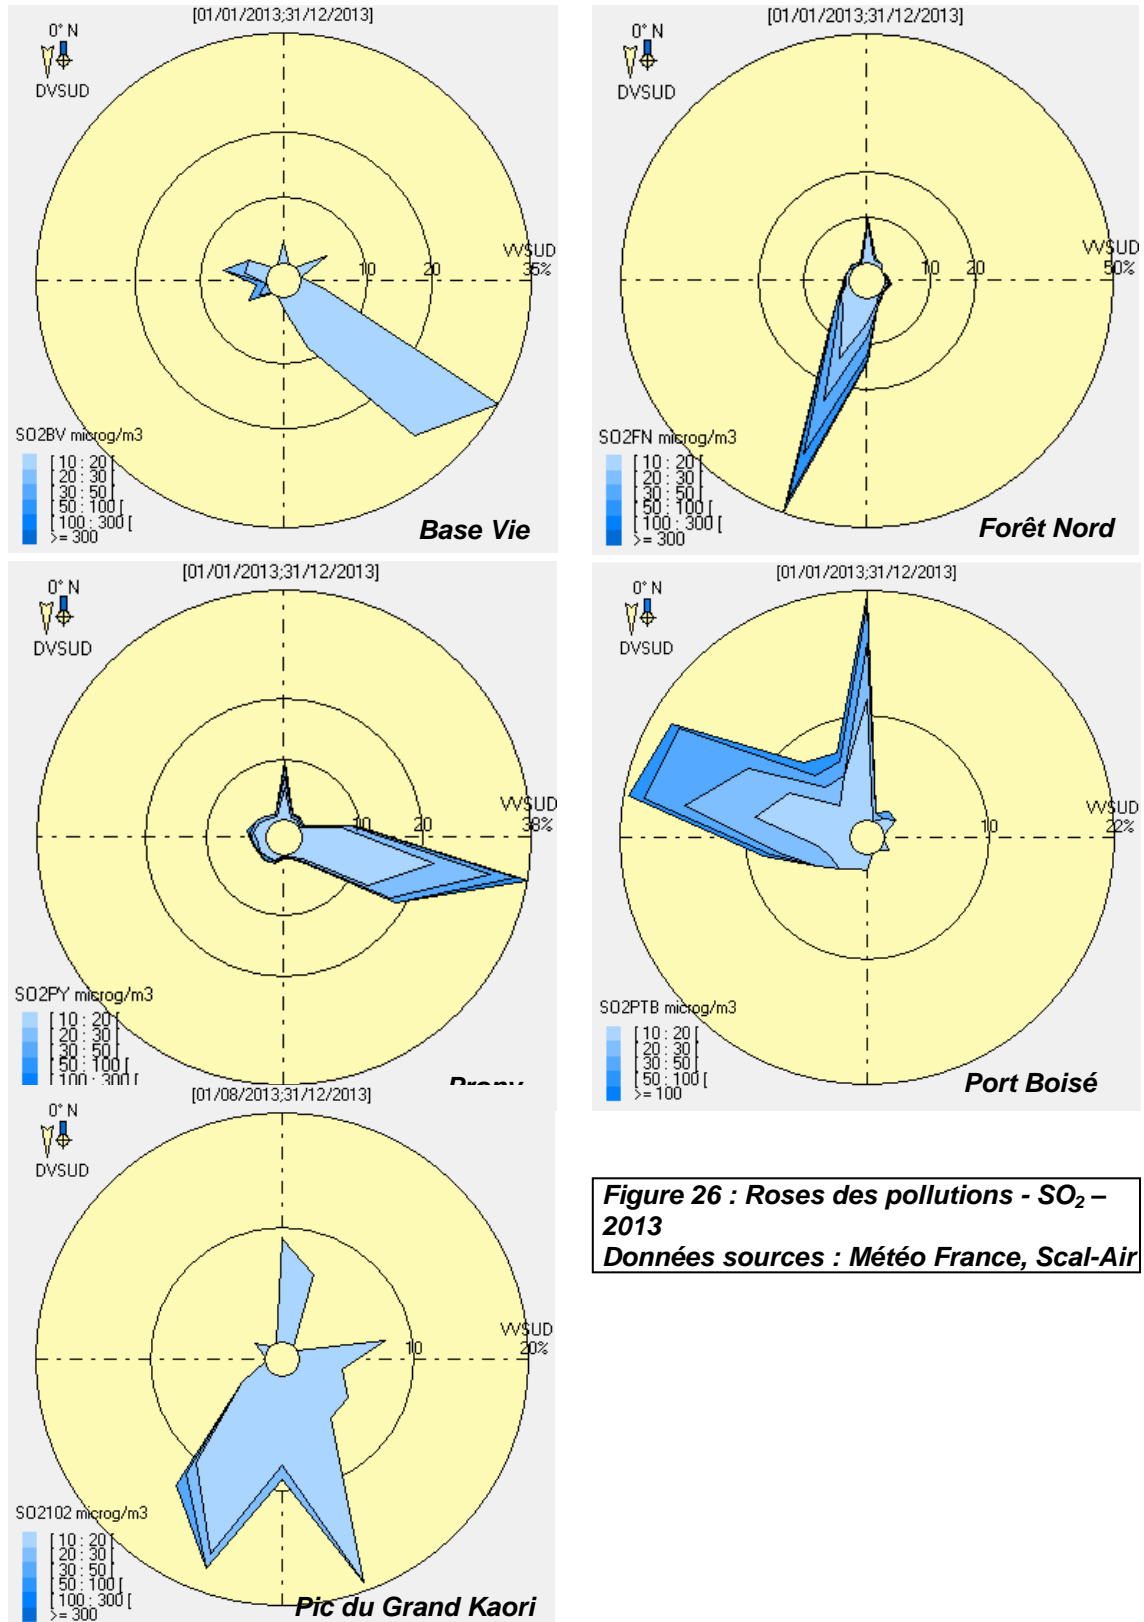 [01/01/2013;31/12/2013]
0° N
DVSUD
VVSUD
10
20
35%
SO2BV microg/m3
[ 10 : 20 [
[ 20 : 30 [
[ 30 : 50 [
[ 50 : 100 [
[ 100 : 300 [
>= 300
Base Vie
[01/01/2013;31/12/2013]
0° N
DVSUD
VVSUD
10
20
50%
SO2FN microg/m3
[ 10 : 20 [
[ 20 : 30 [
[ 30 : 50 [
[ 50 : 100 [
[ 100 : 300 [
>= 300
Forêt Nord
[01/01/2013;31/12/2013]
0° N
DVSUD
VVSUD
10
20
38%
SO2PY microg/m3
[ 10 : 20 [
[ 20 : 30 [
[ 30 : 50 [
[ 50 : 100 [
[ 100 : 300 [
Prony
[01/01/2013;31/12/2013]
0° N
DVSUD
VVSUD
10
22%
SO2PTB microg/m3
[ 10 : 20 [
[ 20 : 30 [
[ 30 : 50 [
[ 50 : 100 [
>= 100
Port Boisé
[01/08/2013;31/12/2013]
0° N
DVSUD
VVSUD
10
20%
SO2102 microg/m3
[ 10 : 20 [
[ 20 : 30 [
[ 30 : 50 [
[ 50 : 100 [
[ 100 : 300 [
>= 300
Pic du Grand Kaori
Figure 26 : Roses des pollutions - SO₂ –
2013
Données sources : Météo France, Scal-Air